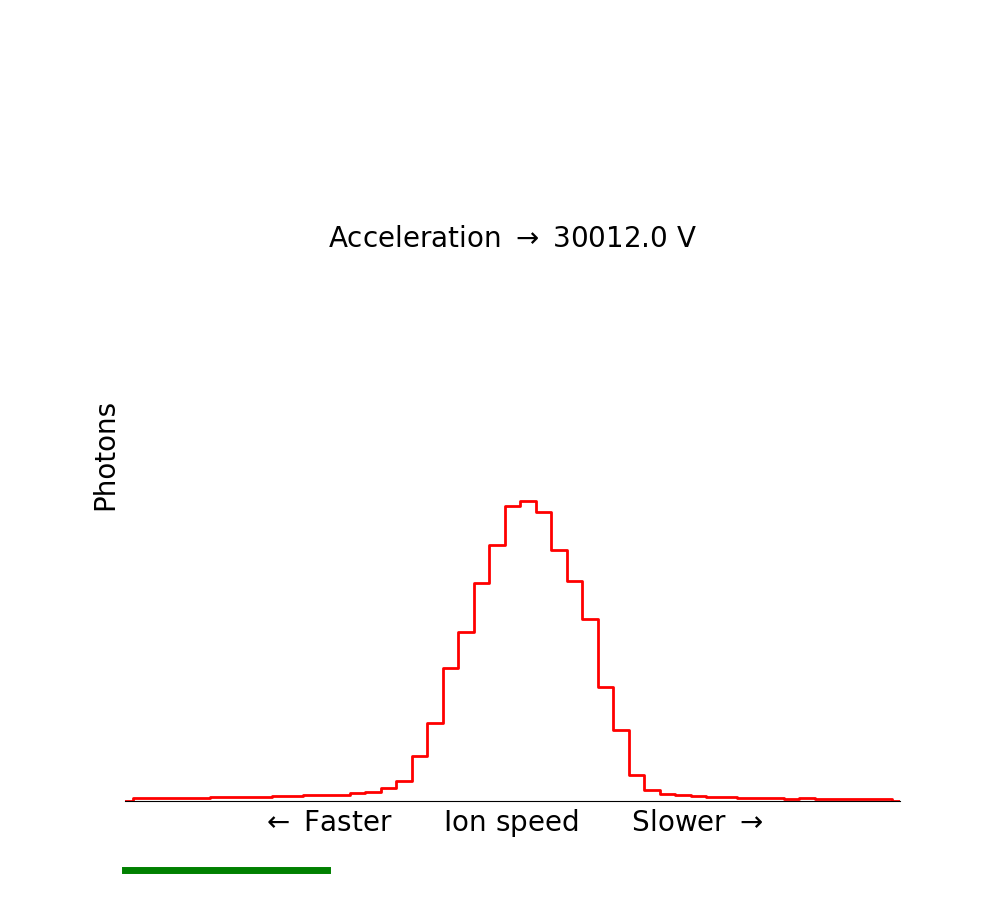 Acceleration → 30012.0 V
Photons
← Faster Ion speed Slower →